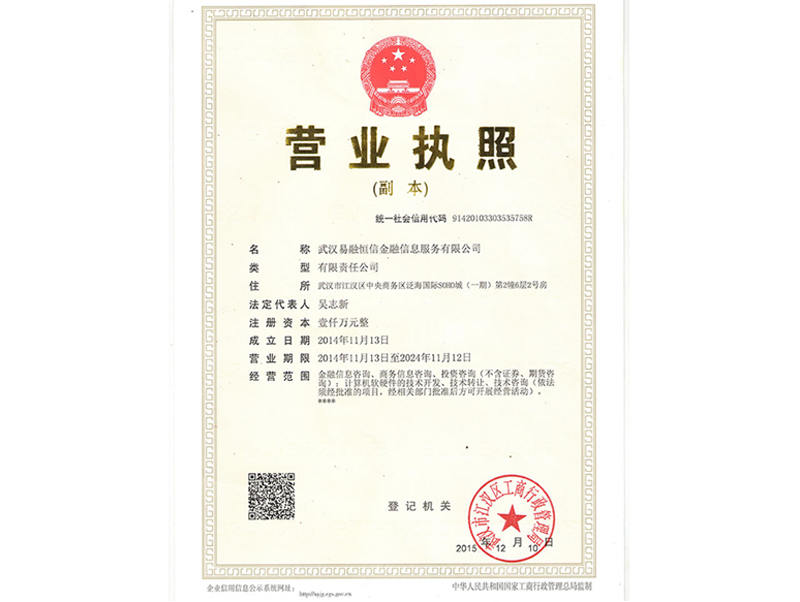 营业执照
(副 本)
统一社会信用代码 91420103303535758R
名 称 武汉易融恒信金融信息服务有限公司
类 型 有限责任公司
住 所 武汉市江汉区中央商务区泛海国际SOHO城（一期）第2幢6层2号房
法定代表人 吴志新
注册资本 壹仟万元整
成立日期 2014年11月13日
营业期限 2014年11月13日至2024年11月12日
经营范围 金融信息咨询、商务信息咨询、投资咨询（不含证券、期货咨
询）；计算机软硬件的技术开发、技术转让、技术咨询（依法
须经批准的项目，经相关部门批准后方可开展经营活动）。
****
登记机关
武汉市江汉区工商行政管理局
2015 年 12 月 10 日
企业信用信息公示系统网址：
中华人民共和国国家工商行政管理总局监制